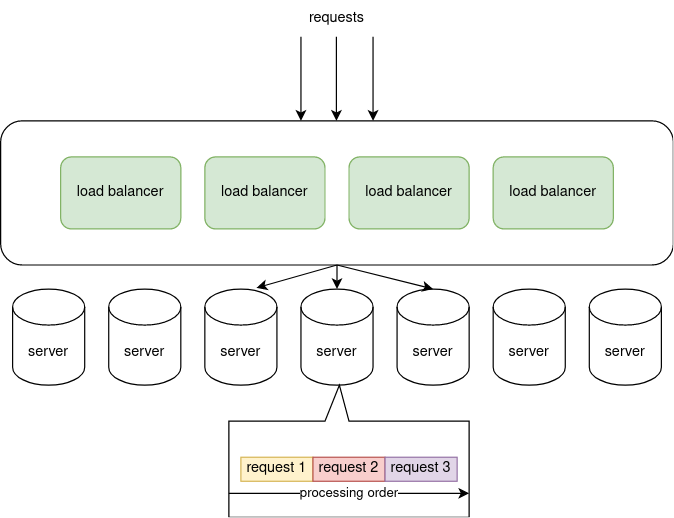 requests
load balancer
load balancer
load balancer
load balancer
server
server
server
server
server
server
server
request 1
request 2
request 3
processing order